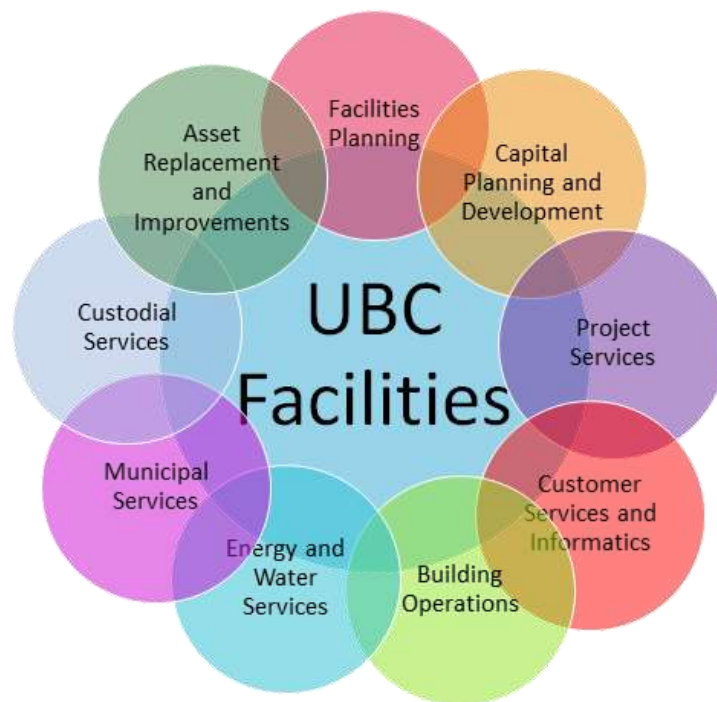 Facilities
Planning
Capital
Planning and
Development
Project
Services
Customer
Services and
Informatics
Building
Operations
Energy and
Water
Services
Municipal
Services
Custodial
Services
Asset
Replacement
and
Improvements
UBC
Facilities